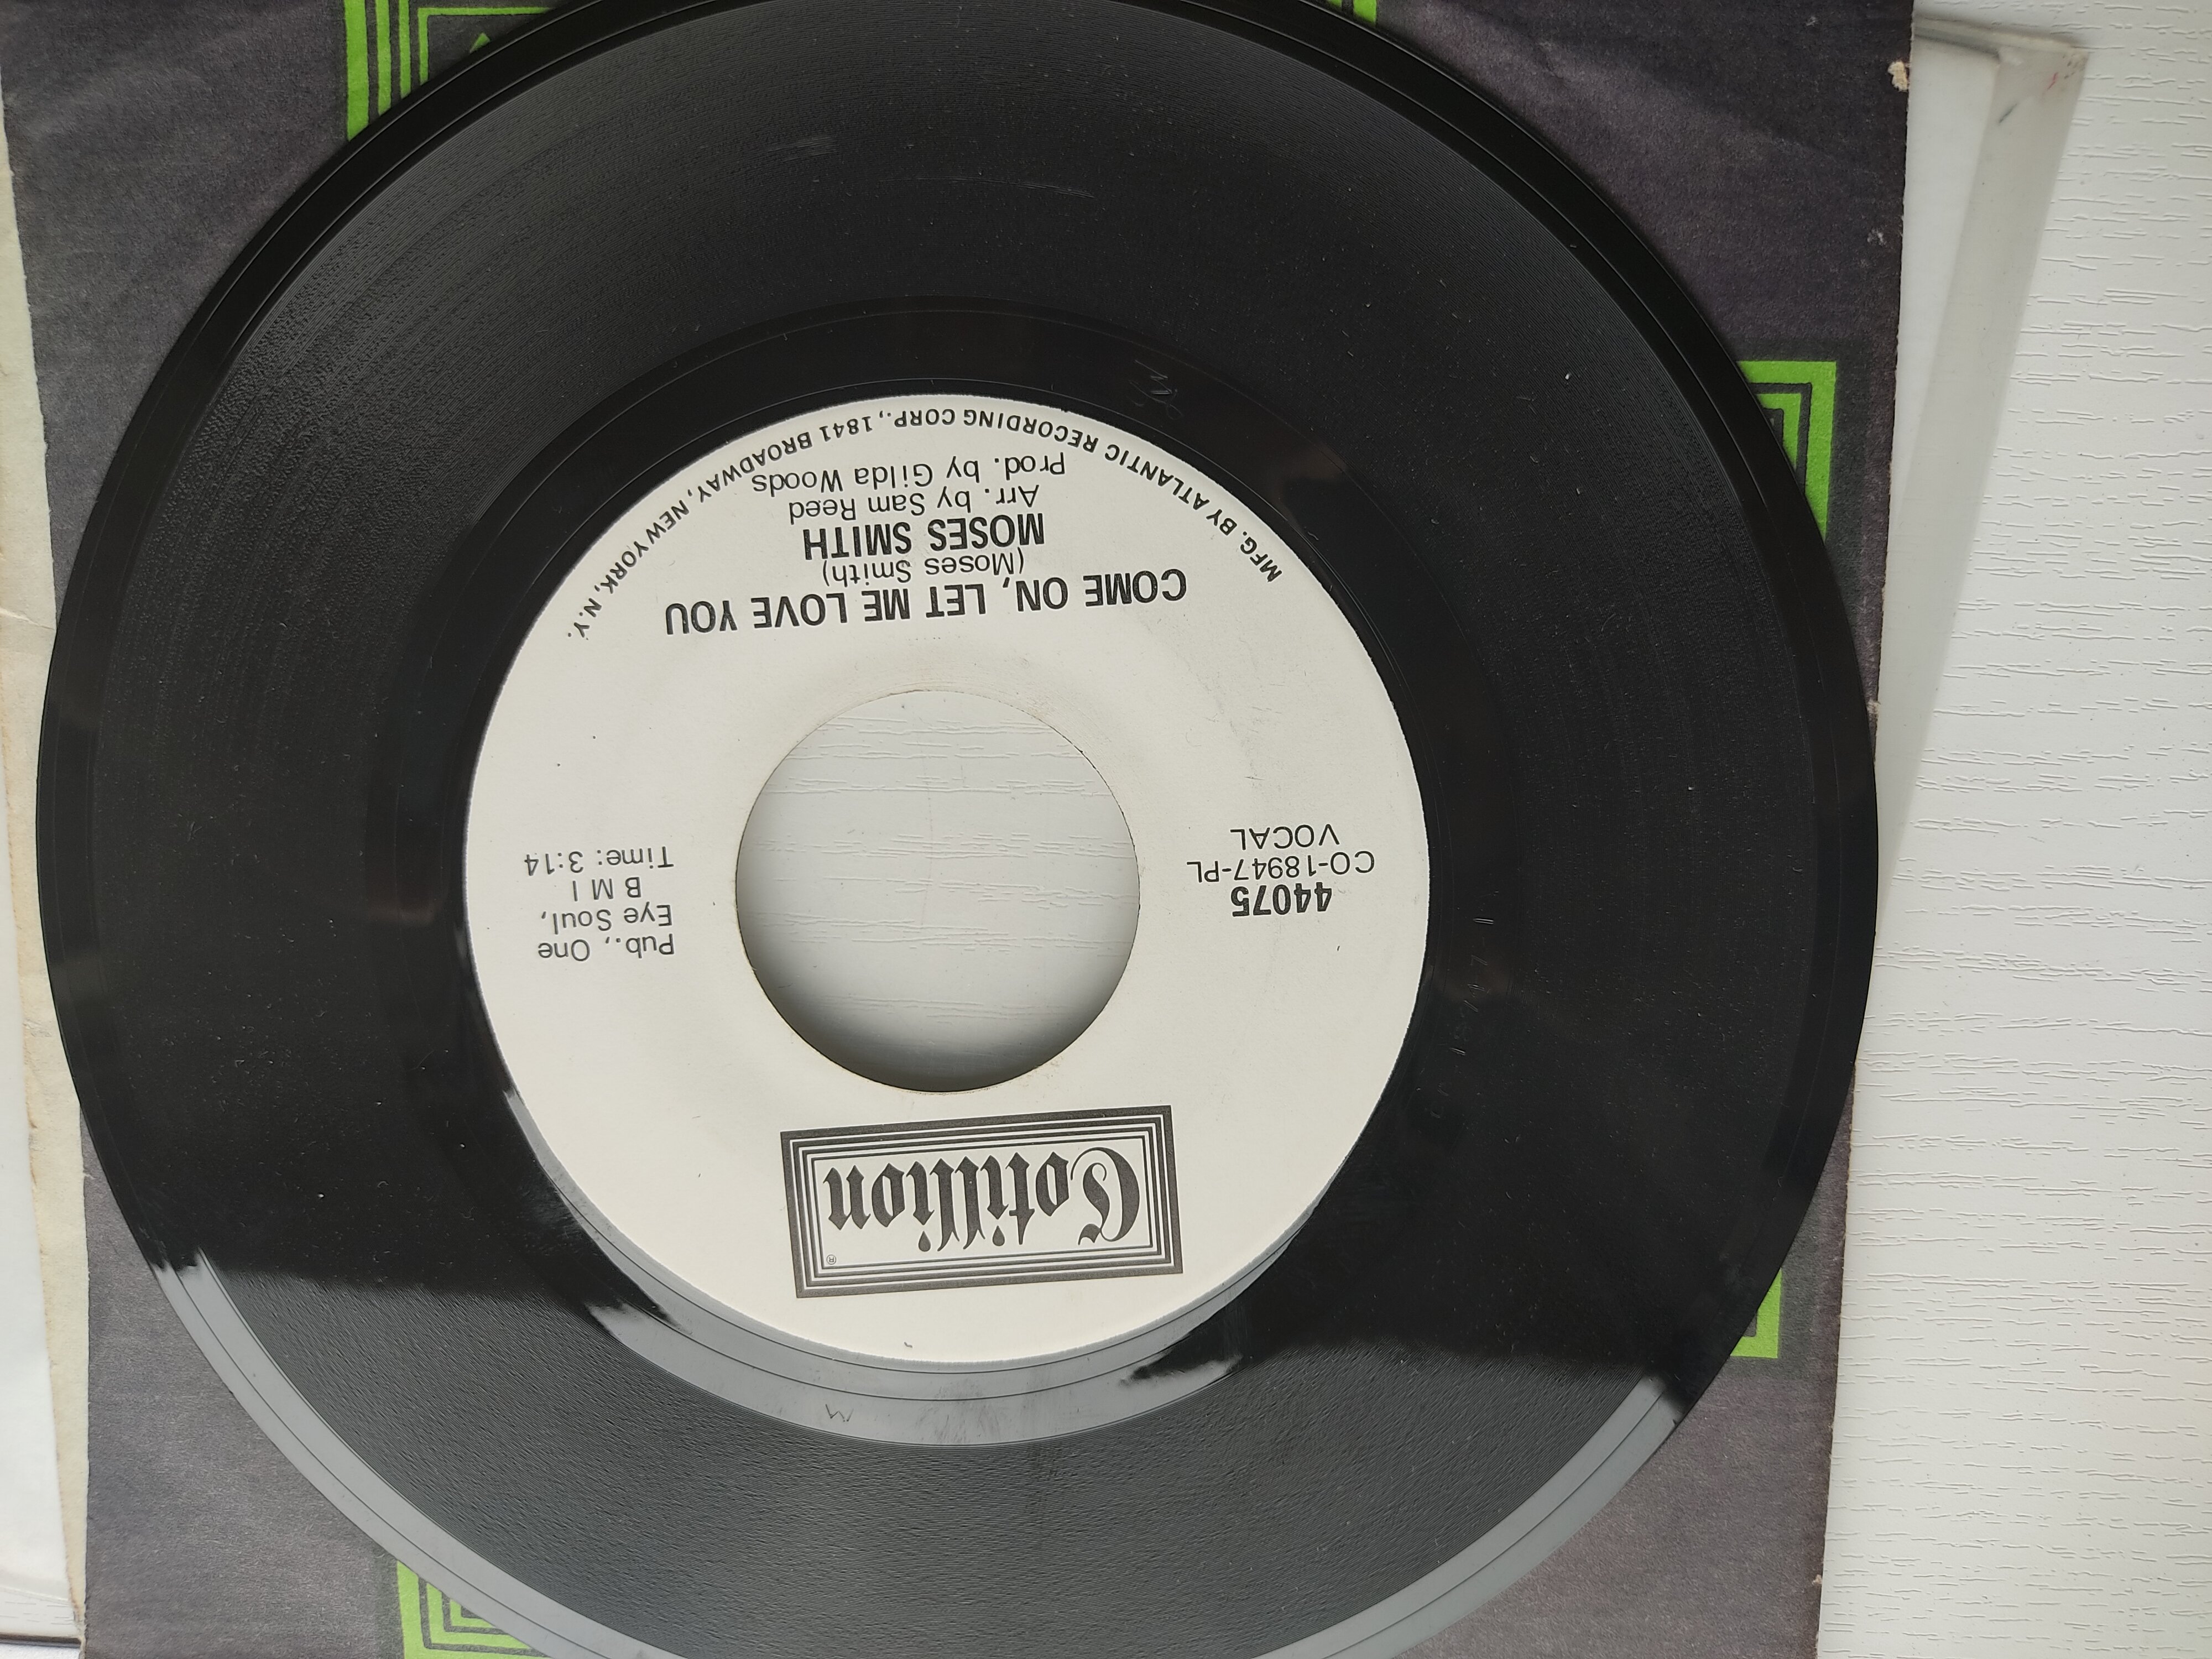 Cotillion
®
44075
CO-18947-PL
VOCAL
Pub., One
Eye Soul,
B M I
Time: 3:14
COME ON, LET ME LOVE YOU
(Moses Smith)
MOSES SMITH
Arr. by Sam Reed
Prod. by Gilda Woods
MFG. BY ATLANTIC RECORDING CORP., 1841 BROADWAY, NEW YORK, N.Y.